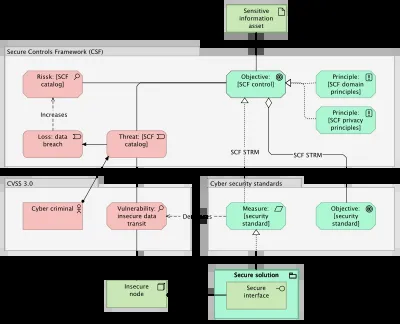 Sensitive
information
asset
Secure Controls Framework (CSF)
Rissk: [SCF
catalog]
Objective:
[SCF control]
Principle:
[SCF domain
principles]
Principle:
[SCF privacy
principles]
Increases
Loss: data
breach
Threat: [SCF
catalog]
SCF STRM
SCF STRM
CVSS 3.0
Cyber security standards
Cyber criminal
Vulnerability:
insecure data
transit
Measure:
[security
standard]
Objective:
[security
standard]
Insecure
node
Secure solution
Secure
interface